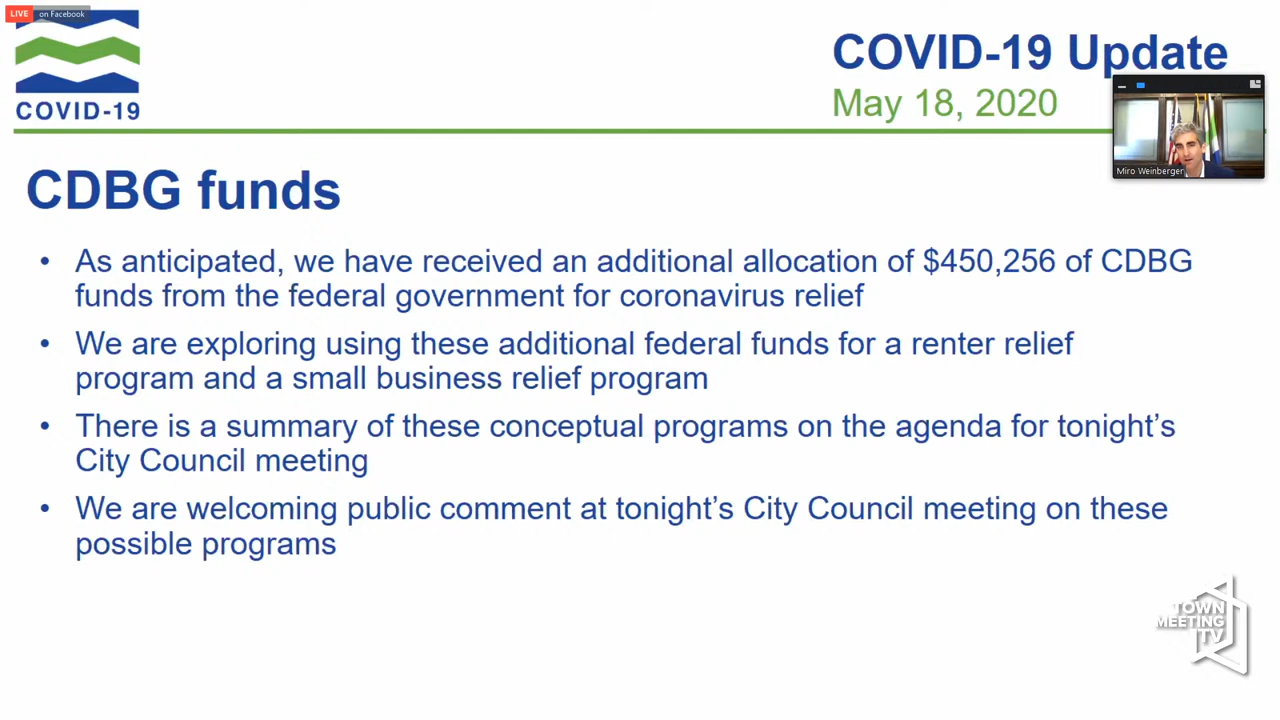 LIVE on Facebook
COVID-19
COVID-19 Update
May 18, 2020
Miro Weinberger
CDBG funds
• As anticipated, we have received an additional allocation of $450,256 of CDBG
funds from the federal government for coronavirus relief
• We are exploring using these additional federal funds for a renter relief
program and a small business relief program
• There is a summary of these conceptual programs on the agenda for tonight’s
City Council meeting
• We are welcoming public comment at tonight’s City Council meeting on these
possible programs
TOWN
MEETING
TV